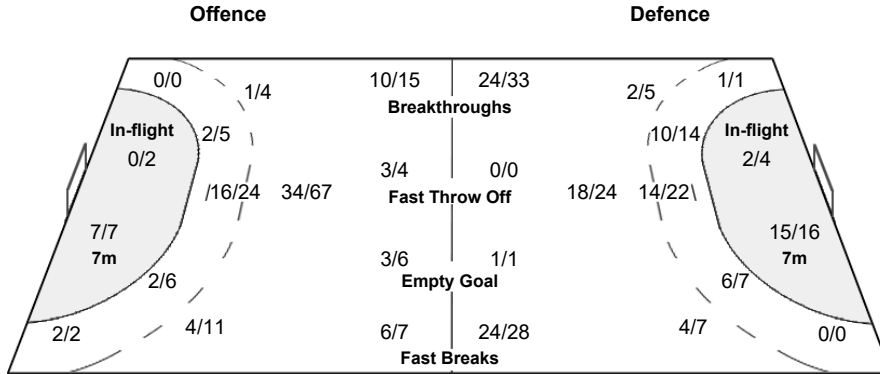 Offence Defence
0/0 10/15 24/33 1/1
1/4 2/5
Breakthroughs
In-flight 2/5 10/14 In-flight
0/2 2/4
3/4 0/0
16/24 34/67 Fast Throw Off 18/24 14/22
7/7 15/16
7m 3/6 1/1 7m
2/6 Empty Goal 6/7
2/2 4/11 6/7 24/28 4/7 0/0
Fast Breaks